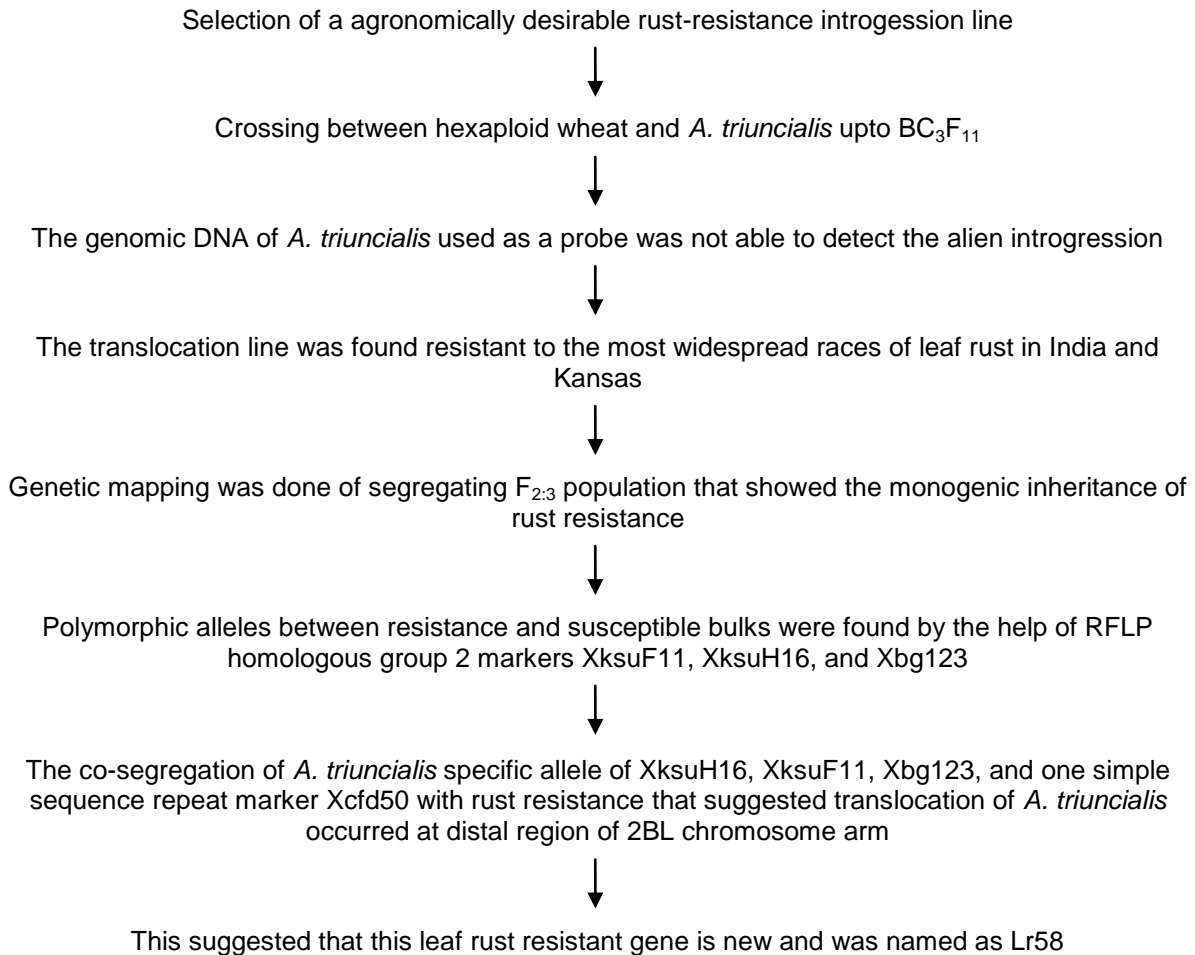 Selection of a agronomically desirable rust-resistance introgession line
Crossing between hexaploid wheat and A. triuncialis upto BC3F11
The genomic DNA of A. triuncialis used as a probe was not able to detect the alien introgression
The translocation line was found resistant to the most widespread races of leaf rust in India and
Kansas
Genetic mapping was done of segregating F2:3 population that showed the monogenic inheritance of
rust resistance
Polymorphic alleles between resistance and susceptible bulks were found by the help of RFLP
homologous group 2 markers XksuF11, XksuH16, and Xbg123
The co-segregation of A. triuncialis specific allele of XksuH16, XksuF11, Xbg123, and one simple
sequence repeat marker Xcfd50 with rust resistance that suggested translocation of A. triuncialis
occurred at distal region of 2BL chromosome arm
This suggested that this leaf rust resistant gene is new and was named as Lr58